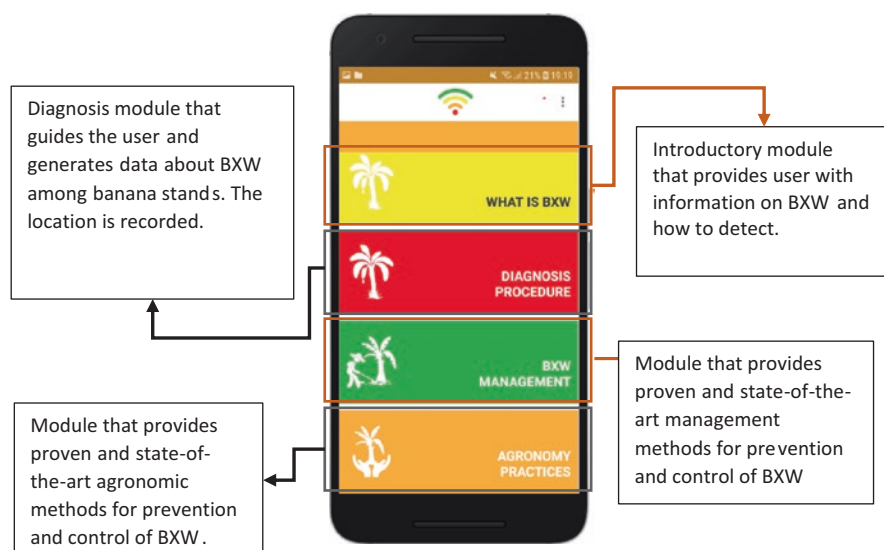 Diagnosis module that
guides the user and
generates data about BXW
among banana stands. The
location is recorded.
21% 19:19
WHAT IS BXW
DIAGNOSIS
PROCEDURE
BXW
MANAGEMENT
AGRONOMY
PRACTICES
Introductory module
that provides user with
information on BXW and
how to detect.
Module that provides
proven and state-of-the-
art management
methods for prevention
and control of BXW
Module that provides
proven and state-of-
the-art agronomic
methods for prevention
and control of BXW.